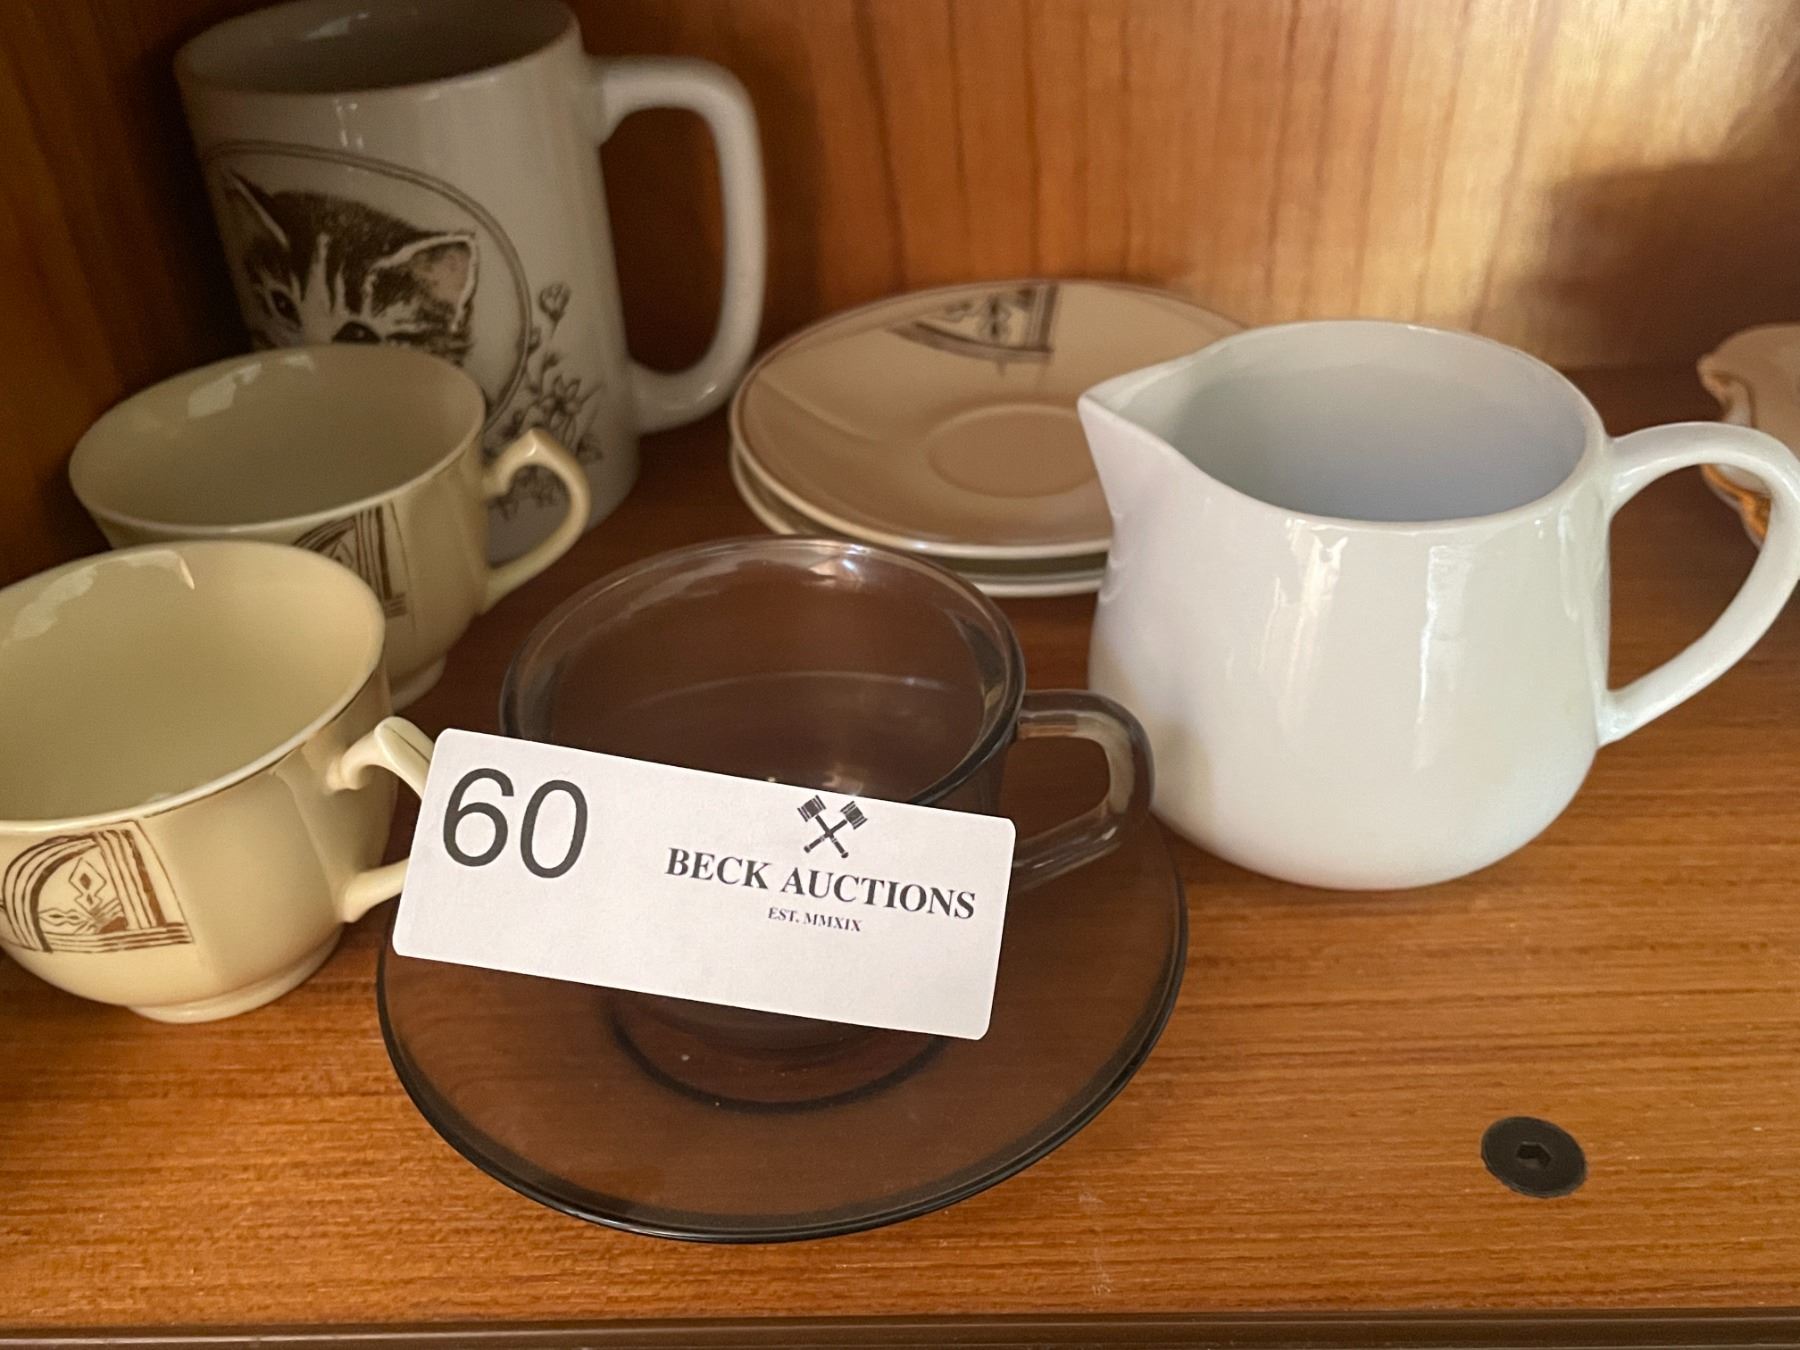 60
BECK AUCTIONS
EST. MMXIX